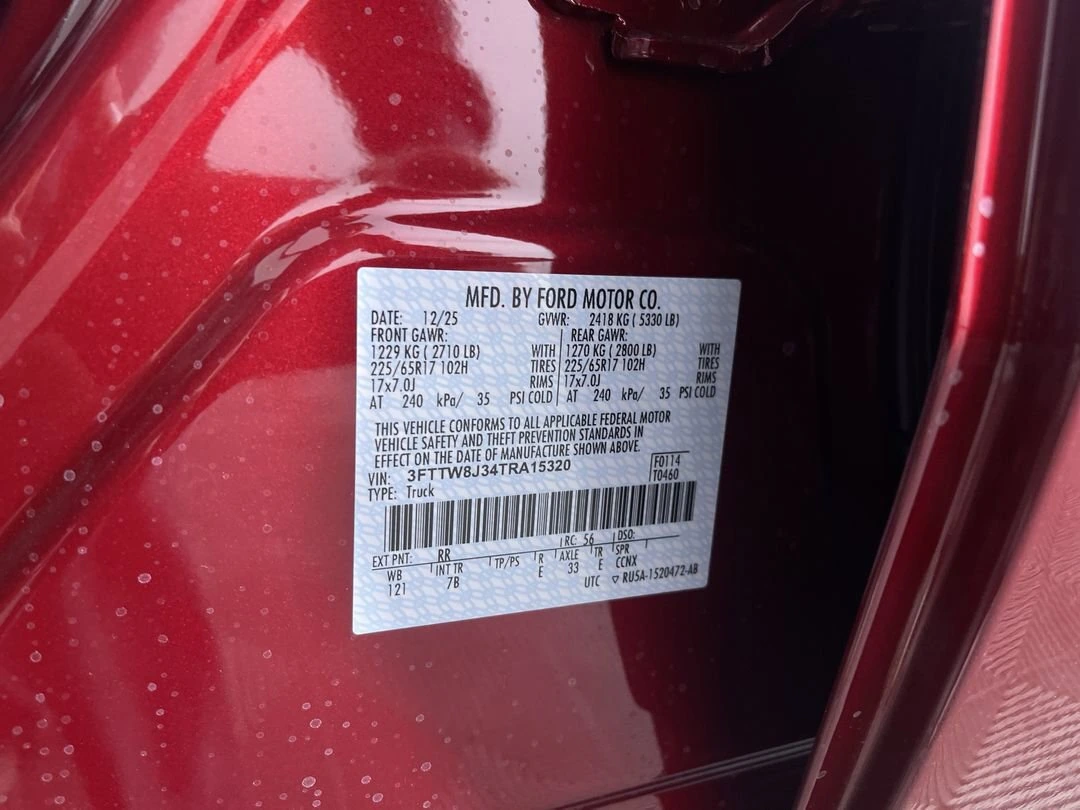 MFD. BY FORD MOTOR CO.
DATE: 12/25 GVWR: 2418 KG ( 5330 LB)
FRONT GAWR: REAR GAWR:
1229 KG ( 2710 LB) WITH 1270 KG ( 2800 LB) WITH
225/65R17 102H TIRES 225/65R17 102H TIRES
17x7.0J RIMS 17x7.0J RIMS
AT 240 kPa/ 35 PSI COLD AT 240 kPa/ 35 PSI COLD
THIS VEHICLE CONFORMS TO ALL APPLICABLE FEDERAL MOTOR
VEHICLE SAFETY AND THEFT PREVENTION STANDARDS IN
EFFECT ON THE DATE OF MANUFACTURE SHOWN ABOVE.
VIN: 3FTTW8J34TRA15320 F0114
TYPE: Truck T0460
EXT PNT: RR RC: 56 DSO:
WB INT TR TP/PS R AXLE TR SPR
121 7B E 33 E CCNX
UTC ▽ RU5A-1520472-AB